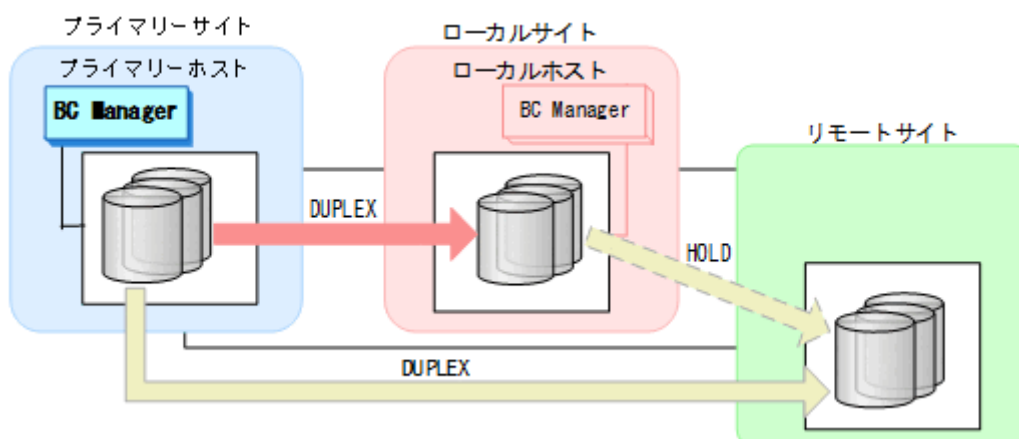 プライマリーサイト
プライマリーホスト
BC Manager
ローカルサイト
ローカルホスト
BC Manager
リモートサイト
DUPLEX
HOLD
DUPLEX